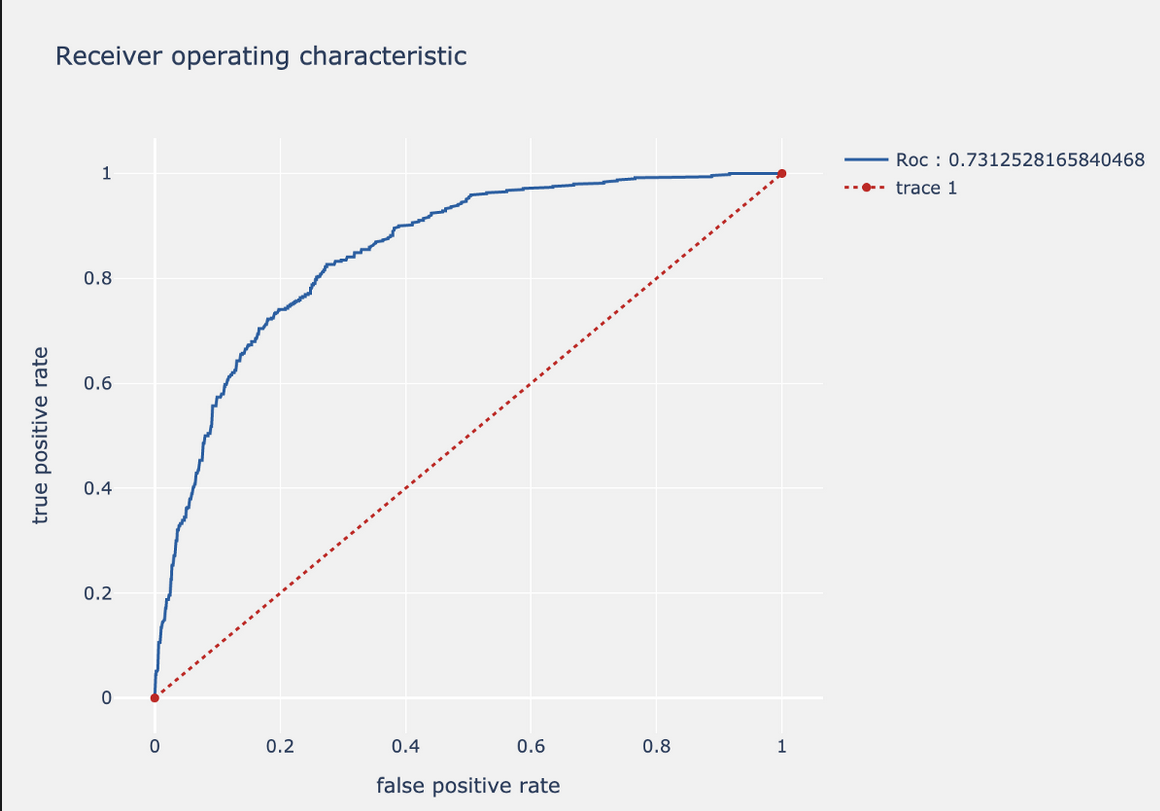 Receiver operating characteristic
Roc : 0.7312528165840468
trace 1
1
0.8
0.6
0.4
0.2
0
true positive rate
0
0.2
0.4
0.6
0.8
1
false positive rate